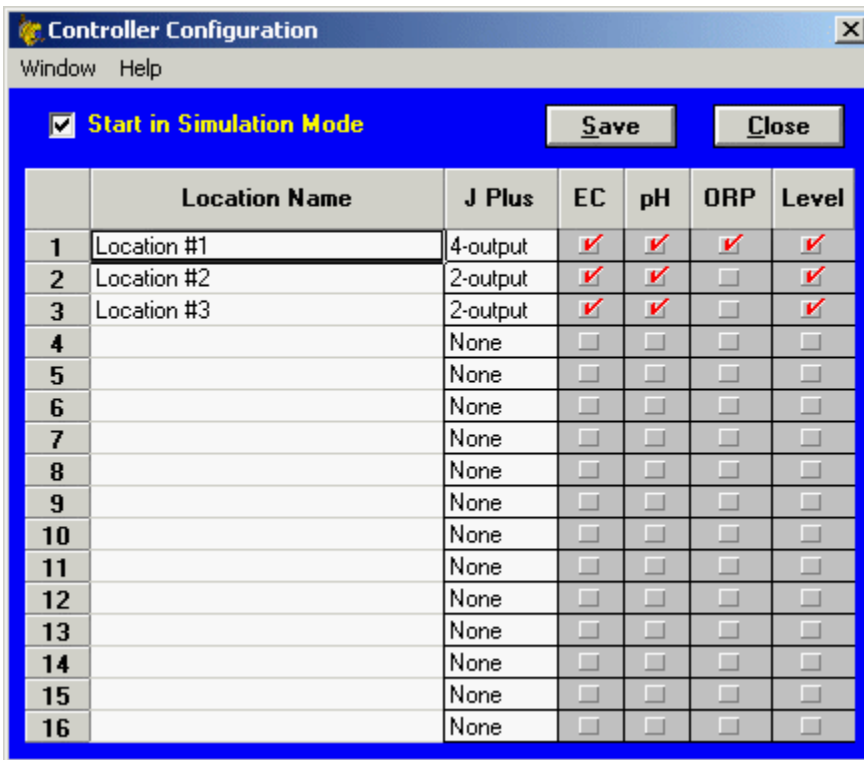 Controller Configuration
Window Help
Start in Simulation Mode Save Close
Location Name J Plus EC pH ORP Level
1 Location #1 4-output
2 Location #2 2-output
3 Location #3 2-output
4 None
5 None
6 None
7 None
8 None
9 None
10 None
11 None
12 None
13 None
14 None
15 None
16 None